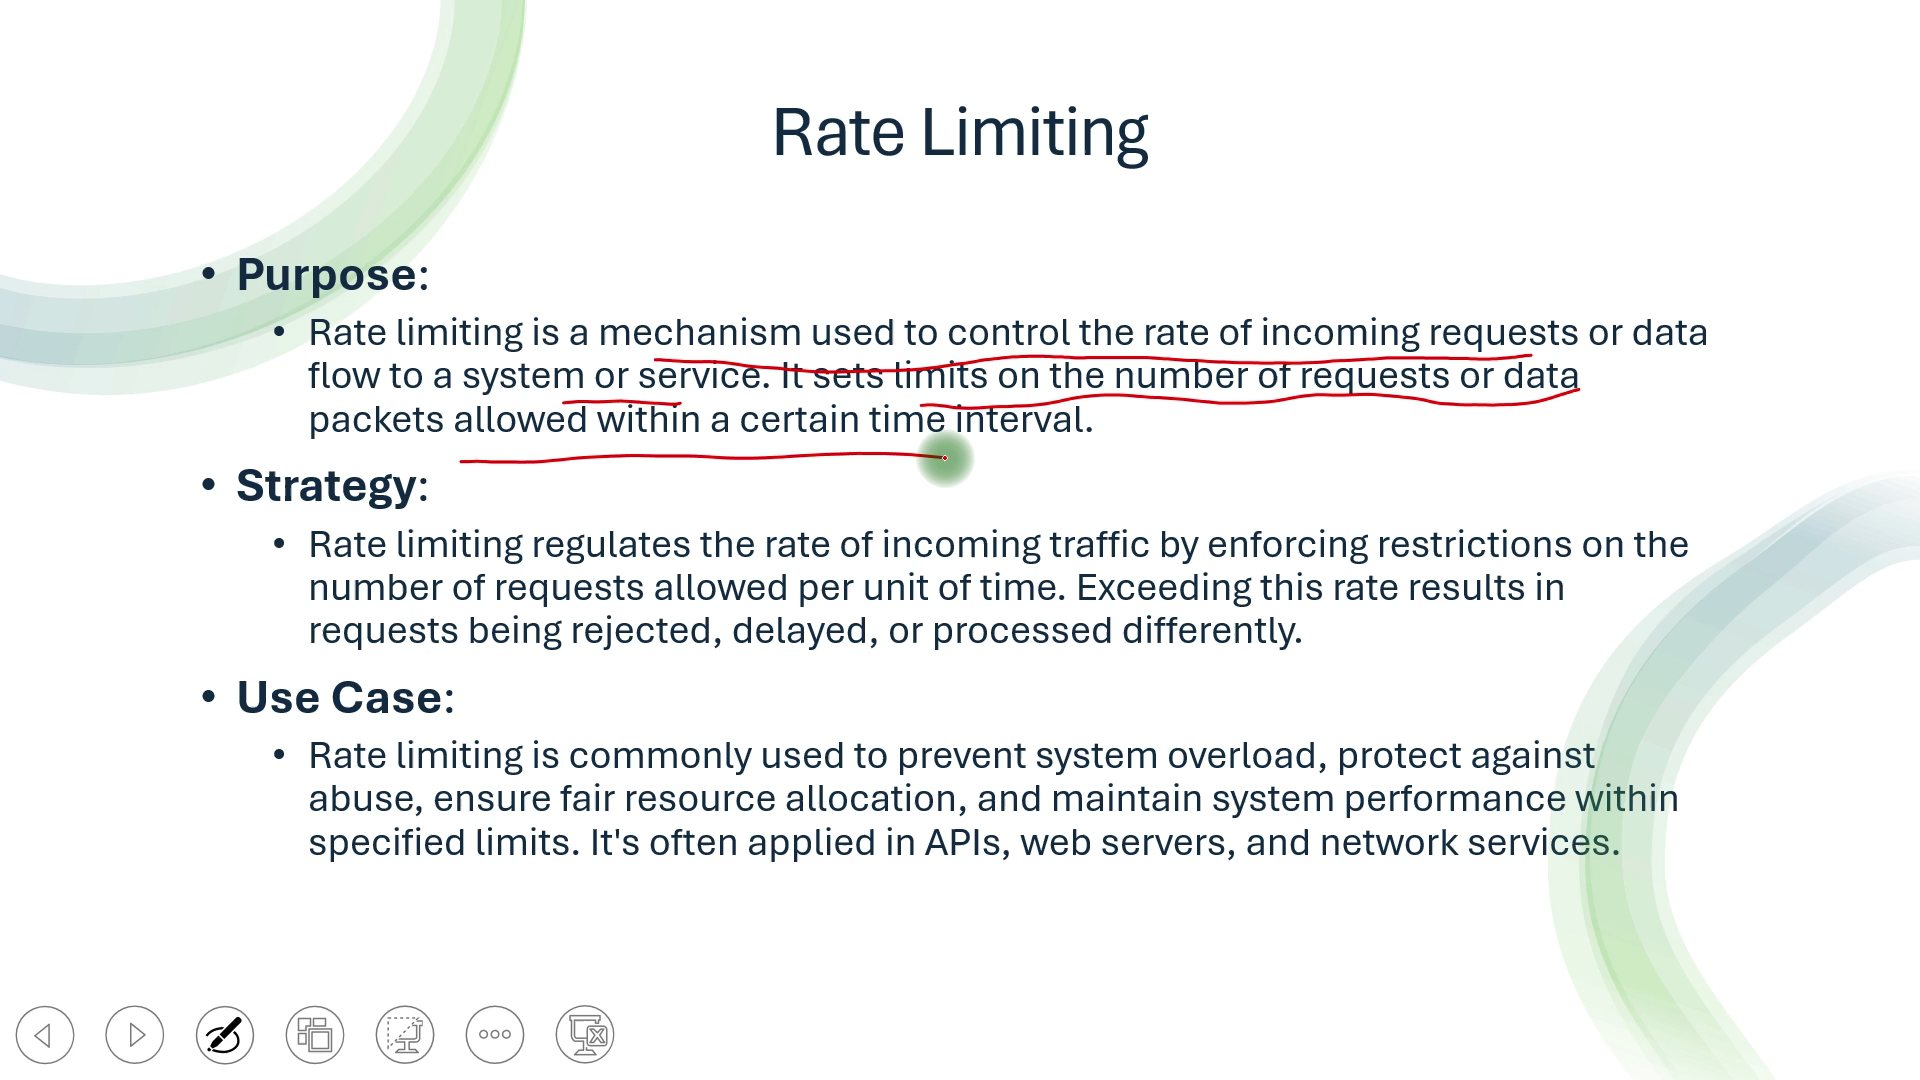 Rate Limiting
• Purpose:
• Rate limiting is a mechanism used to control the rate of incoming requests or data
flow to a system or service. It sets limits on the number of requests or data
packets allowed within a certain time interval.
• Strategy:
• Rate limiting regulates the rate of incoming traffic by enforcing restrictions on the
number of requests allowed per unit of time. Exceeding this rate results in
requests being rejected, delayed, or processed differently.
• Use Case:
• Rate limiting is commonly used to prevent system overload, protect against
abuse, ensure fair resource allocation, and maintain system performance within
specified limits. It's often applied in APIs, web servers, and network services.